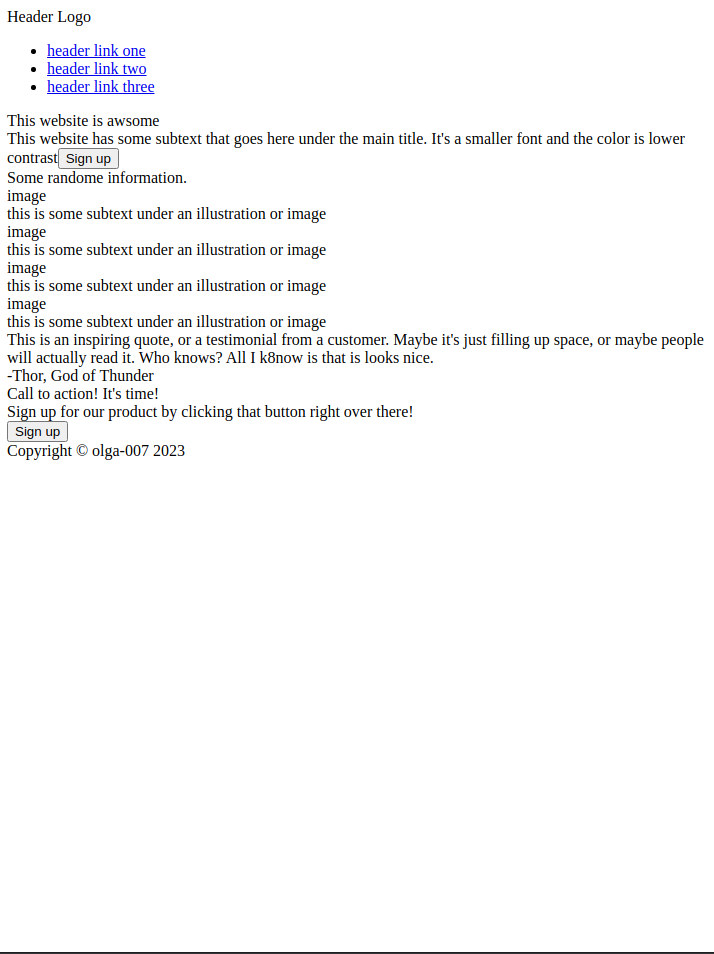 Header Logo
header link one
header link two
header link three
This website is awsome
This website has some subtext that goes here under the main title. It's a smaller font and the color is lower
contrast Sign up
Some randome information.
image
this is some subtext under an illustration or image
image
this is some subtext under an illustration or image
image
this is some subtext under an illustration or image
image
this is some subtext under an illustration or image
This is an inspiring quote, or a testimonial from a customer. Maybe it's just filling up space, or maybe people
will actually read it. Who knows? All I k8now is that is looks nice.
-Thor, God of Thunder
Call to action! It's time!
Sign up for our product by clicking that button right over there!
Sign up
Copyright © olga-007 2023